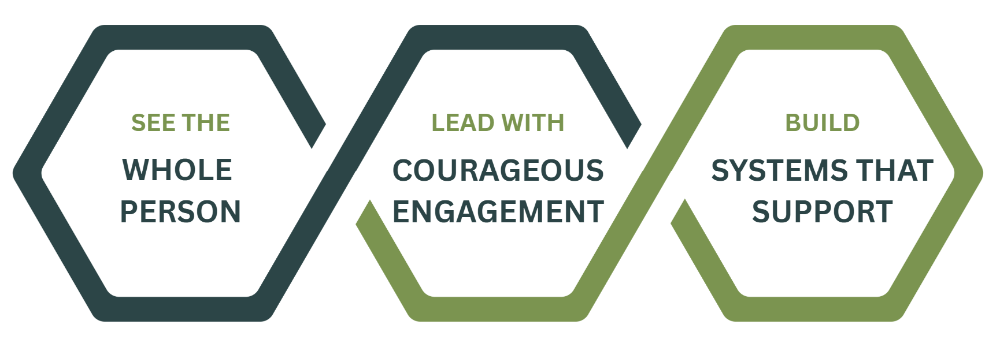 SEE THE
WHOLE
PERSON
LEAD WITH
COURAGEOUS
ENGAGEMENT
BUILD
SYSTEMS THAT
SUPPORT